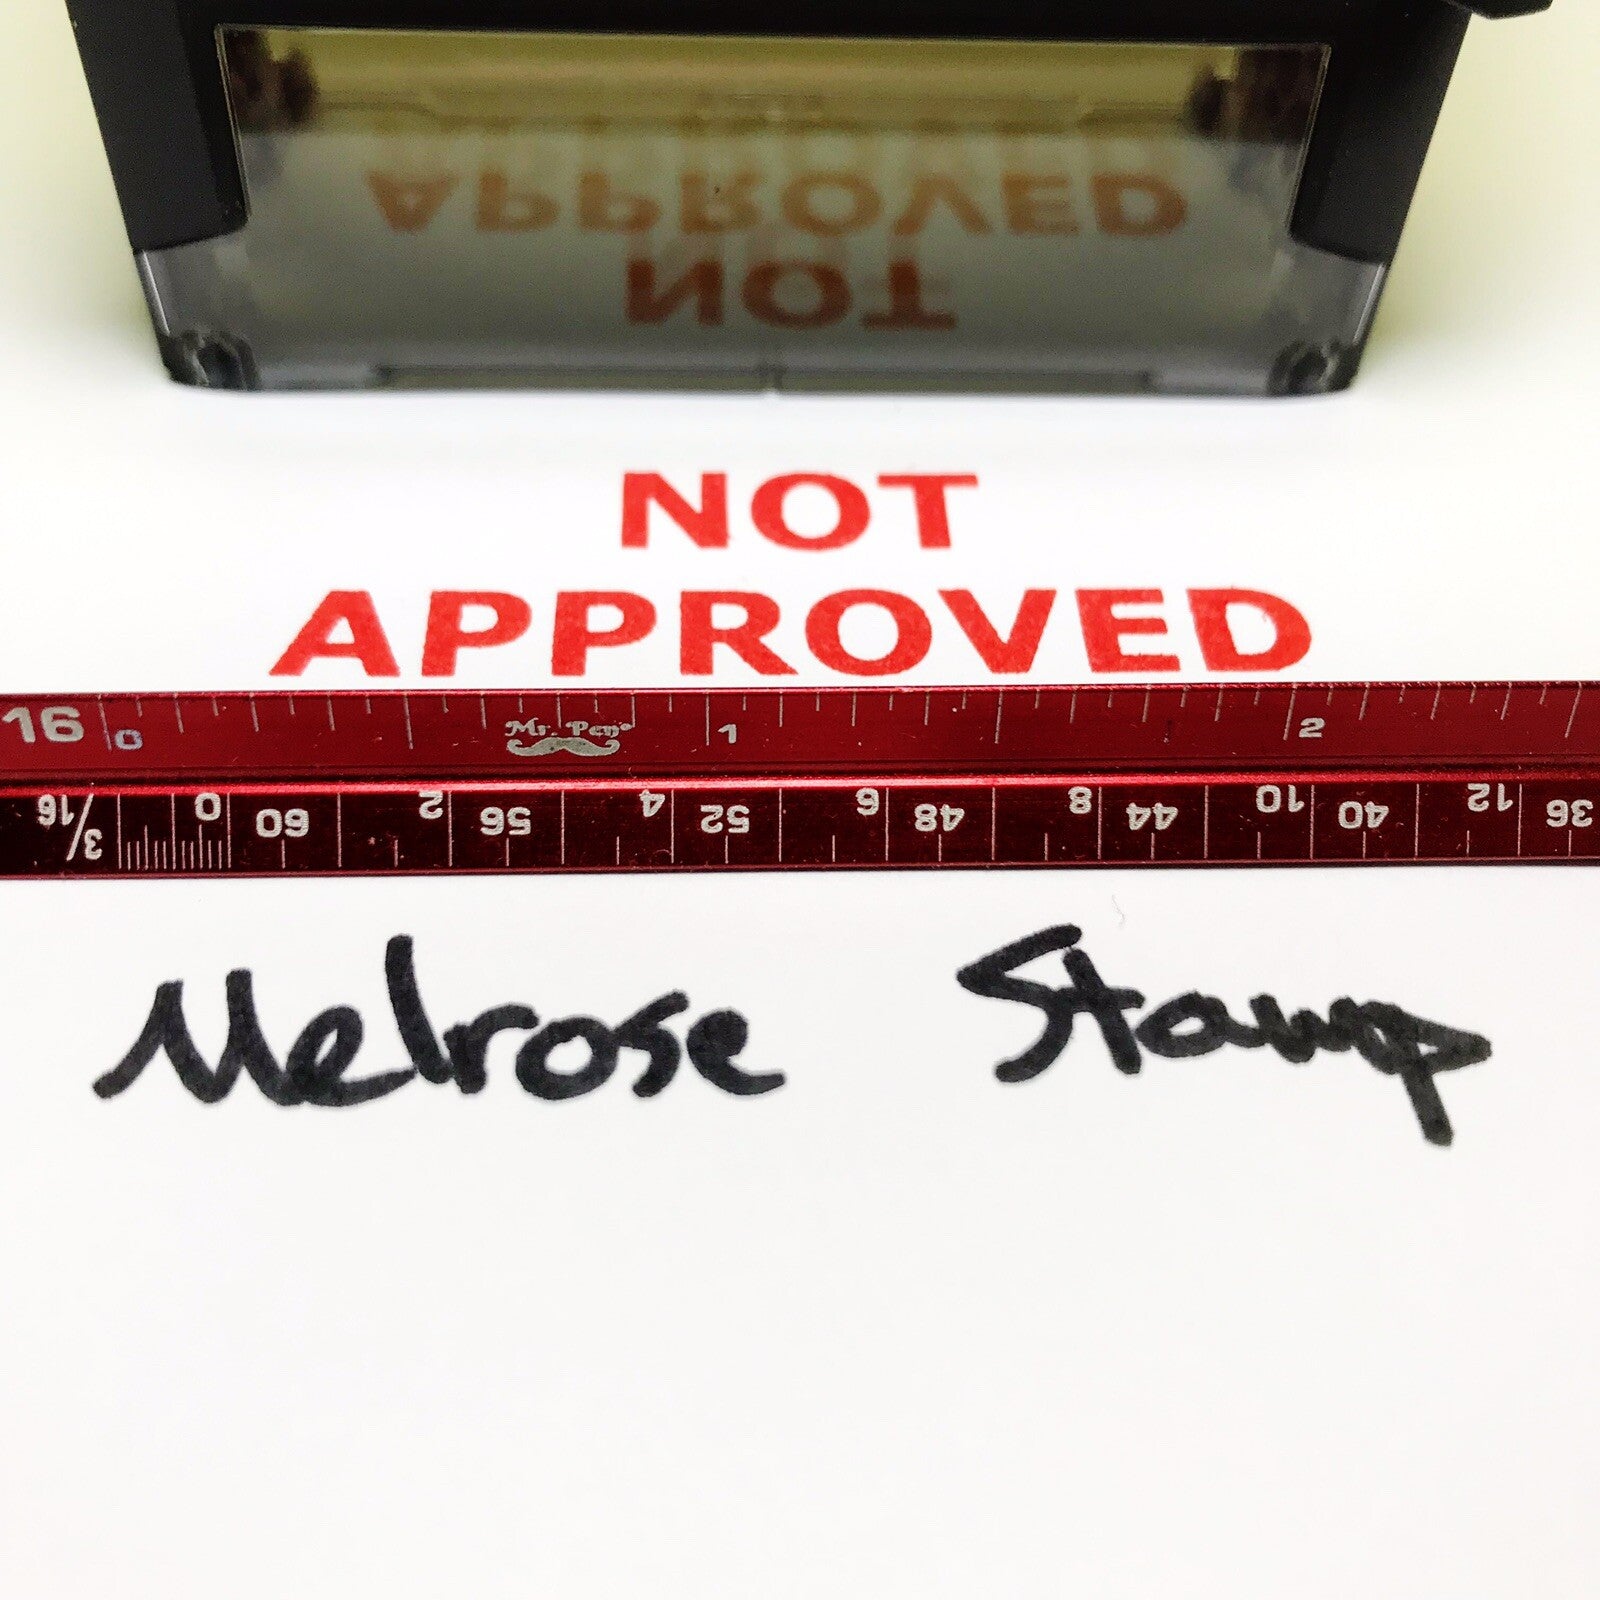 APPROVED
NOT
NOT
APPROVED
16 0 Mr. Pen® 1 2
3/16 0 60 2 56 4 52 6 48 8 44 10 40 12 36
Melrose Stamp